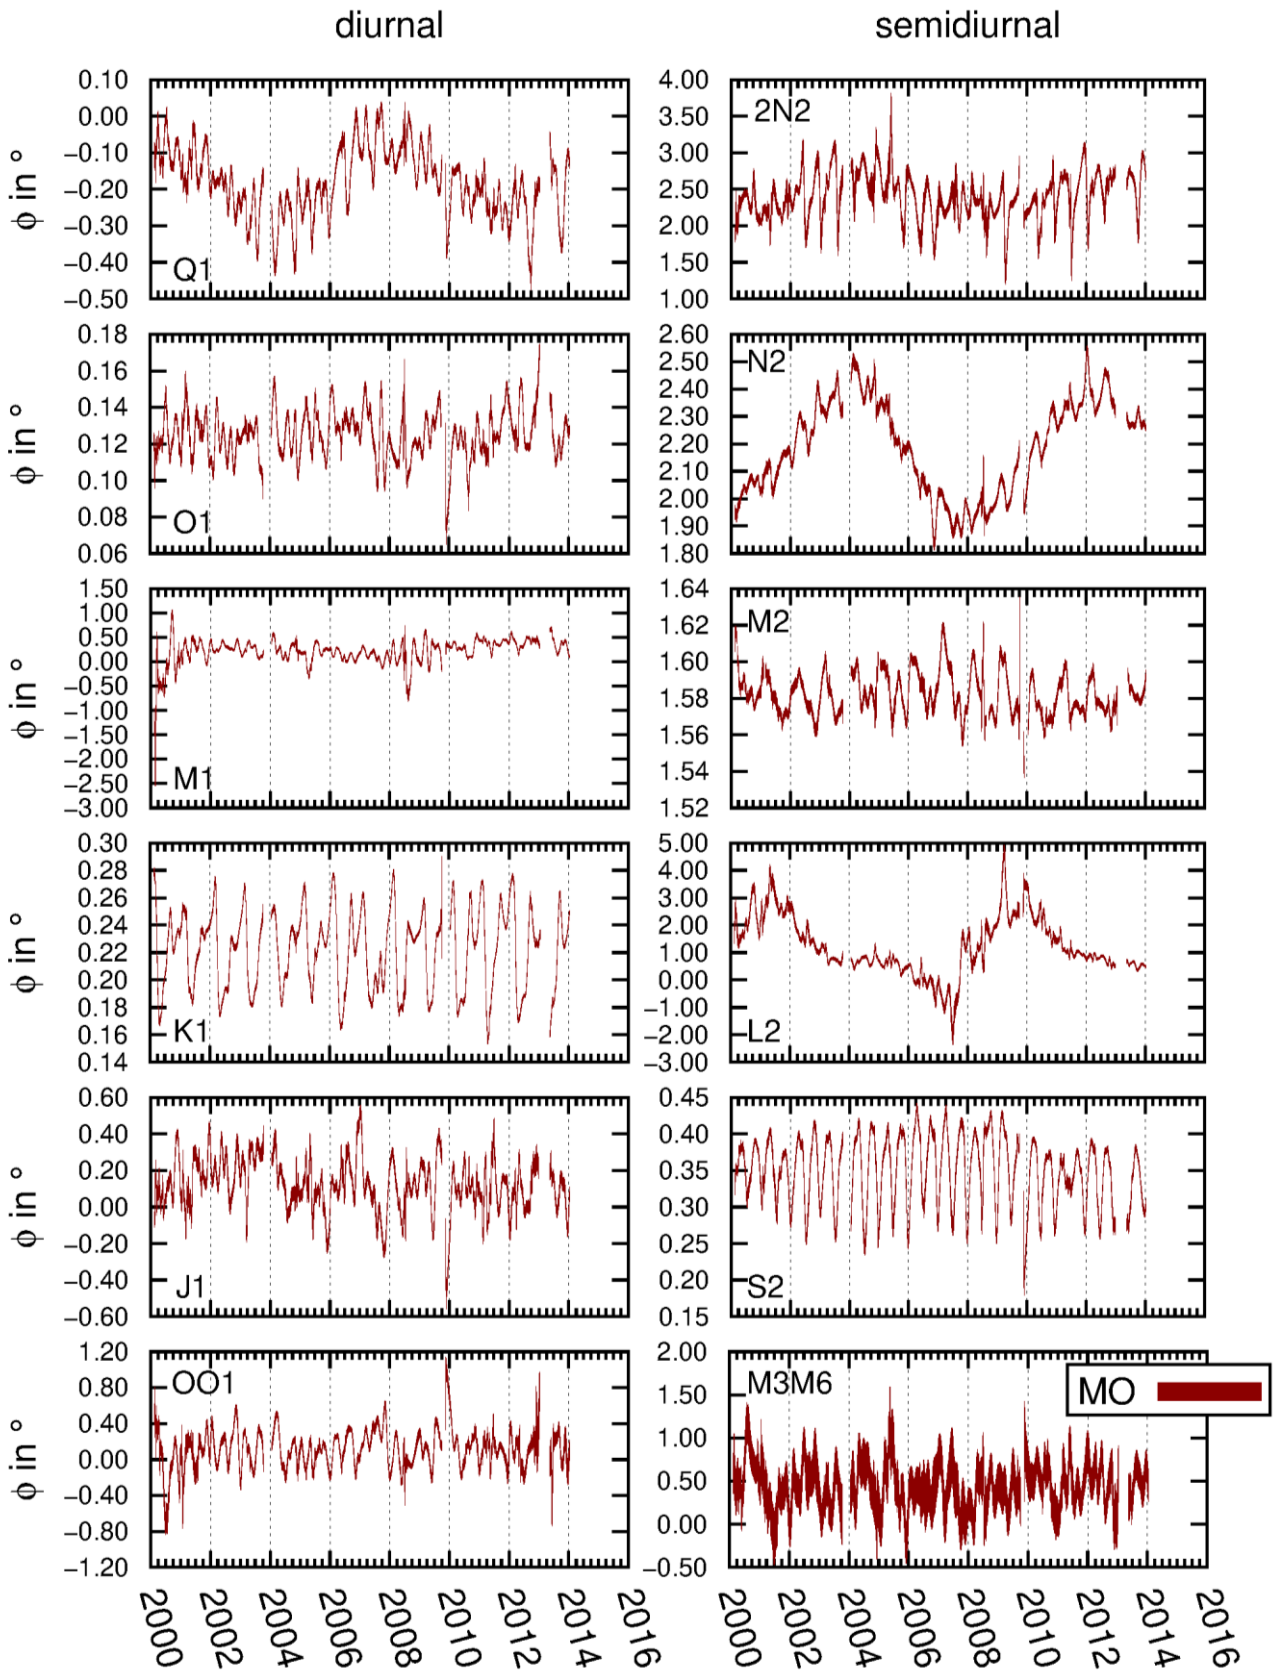 diurnal semidiurnal
0.10 4.00
0.00 2N2 3.50
−0.10 3.00
ϕ in ° −0.20 2.50
−0.30 2.00
−0.40 Q1 1.50
−0.50 1.00
0.18 2.60
0.16 N2 2.50
2.40
0.14 2.30
ϕ in ° 0.12 2.20
0.10 2.10
2.00
0.08 O1 1.90
0.06 1.80
1.50 1.64
1.00 M2 1.62
0.50
0.00 1.60
−0.50 1.58
ϕ in ° −1.00
−1.50 1.56
−2.00 1.54
−2.50 M1
−3.00 1.52
0.30 5.00
0.28 4.00
0.26 3.00
0.24 2.00
ϕ in ° 0.22 1.00
0.20 0.00
0.18 −1.00
0.16 K1 L2 −2.00
0.14 −3.00
0.60 0.45
0.40 0.40
0.20 0.35
ϕ in ° 0.00 0.30
−0.20 0.25
−0.40 J1 S2 0.20
−0.60 0.15
1.20 2.00
0.80 OO1 M3M6 1.50 MO
0.40 1.00
ϕ in ° 0.00 0.50
−0.40 0.00
−0.80
−1.20 −0.50
2000 2002 2004 2006 2008 2010 2012 2014 2016 2000 2002 2004 2006 2008 2010 2012 2014 2016